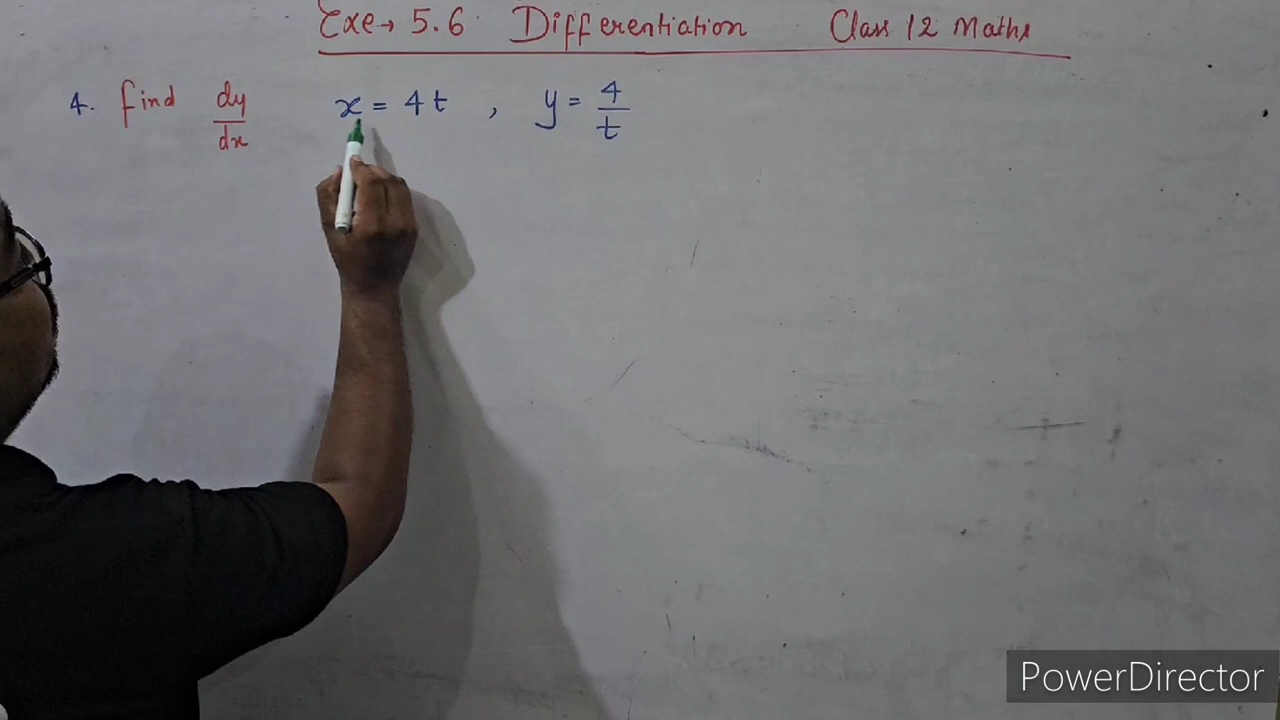 Exe → 5.6 Differentiation Class 12 Maths
4. Find dy/dx x = 4t , y = 4/t
PowerDirector